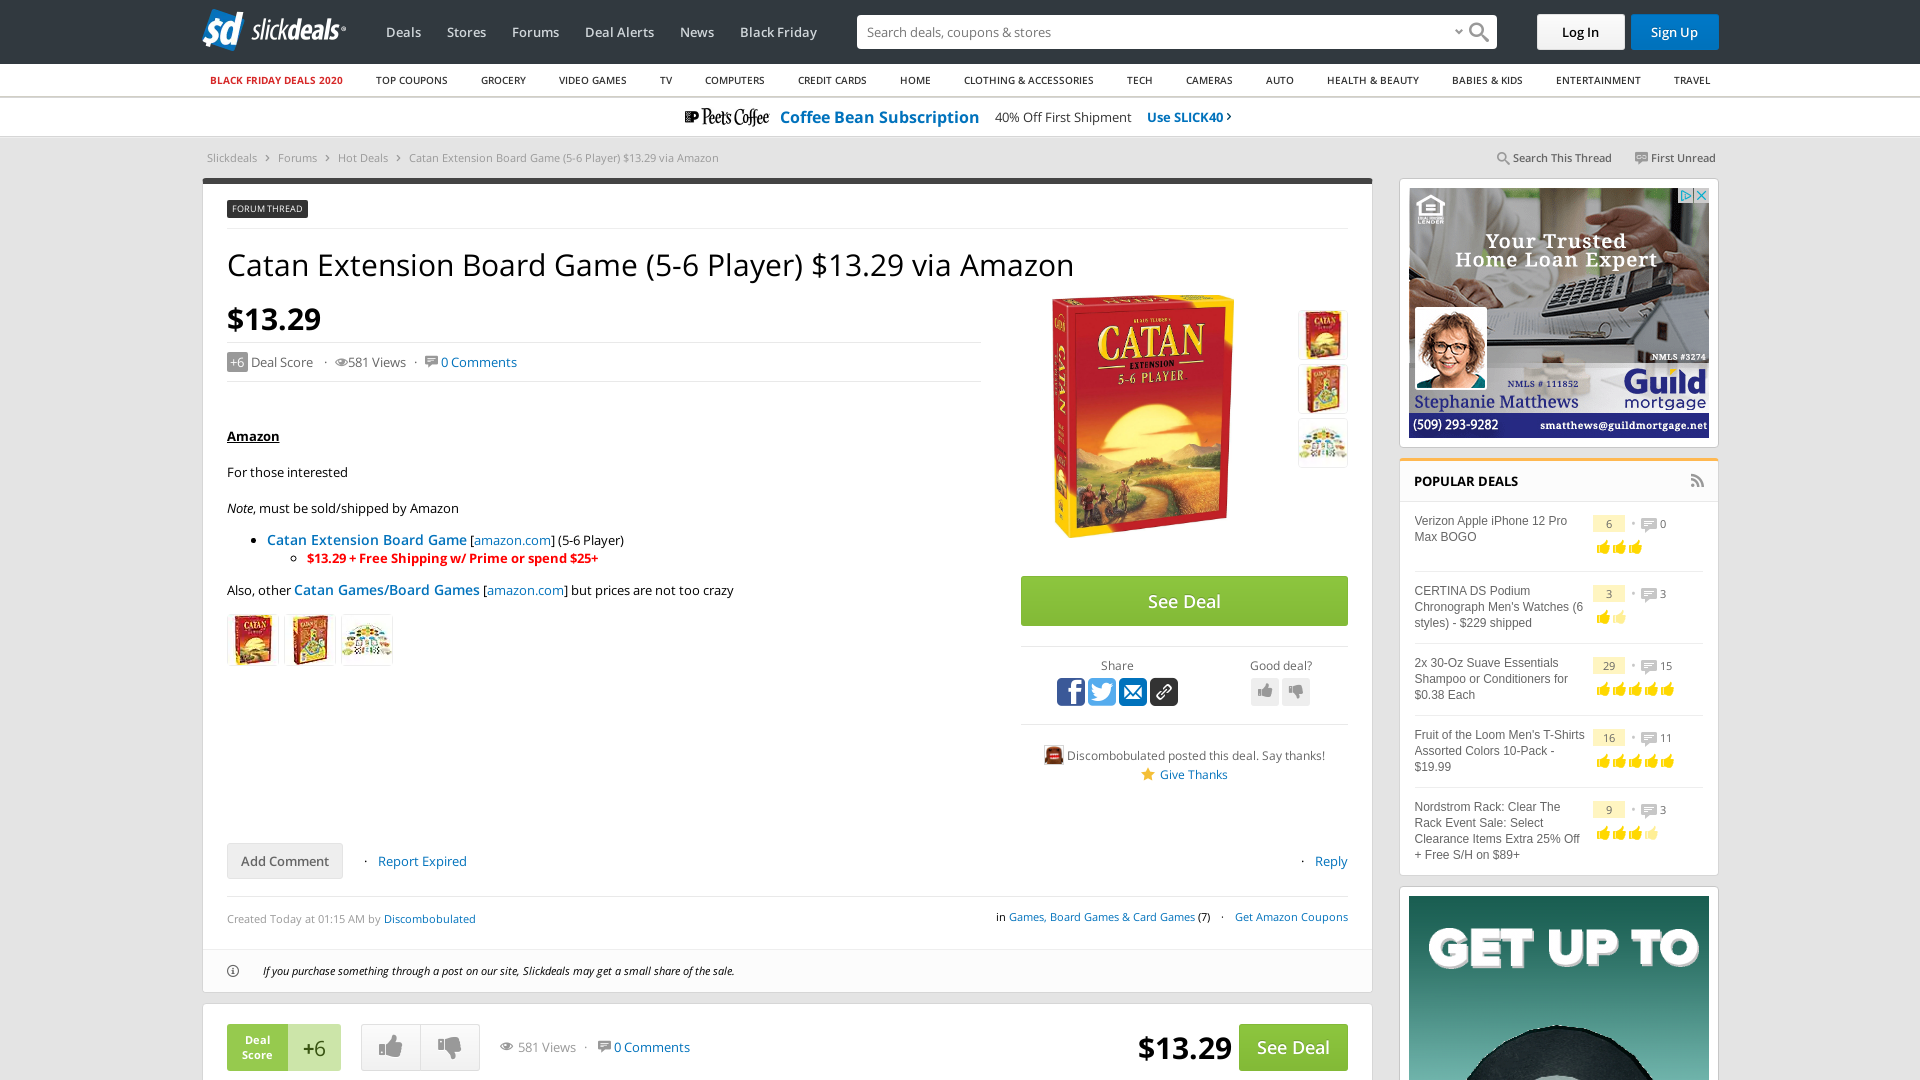 sd slickdeals®
Deals Stores Forums Deal Alerts News Black Friday
Search deals, coupons & stores
Log In Sign Up
BLACK FRIDAY DEALS 2020 TOP COUPONS GROCERY VIDEO GAMES TV COMPUTERS CREDIT CARDS HOME CLOTHING & ACCESSORIES TECH CAMERAS AUTO HEALTH & BEAUTY BABIES & KIDS ENTERTAINMENT TRAVEL
Peet's Coffee Coffee Bean Subscription 40% Off First Shipment Use SLICK40 ›
Slickdeals › Forums › Hot Deals › Catan Extension Board Game (5-6 Player) $13.29 via Amazon
Search This Thread First Unread
FORUM THREAD
Catan Extension Board Game (5-6 Player) $13.29 via Amazon
$13.29
+6 Deal Score · 581 Views · 0 Comments
Amazon
For those interested
Note, must be sold/shipped by Amazon
Catan Extension Board Game [amazon.com] (5-6 Player)
$13.29 + Free Shipping w/ Prime or spend $25+
Also, other Catan Games/Board Games [amazon.com] but prices are not too crazy
CATAN
EXTENSION
5-6 PLAYER
CATAN
See Deal
Share
Good deal?
Discombobulated posted this deal. Say thanks!
Give Thanks
Add Comment · Report Expired
· Reply
Created Today at 01:15 AM by Discombobulated
in Games, Board Games & Card Games (7) · Get Amazon Coupons
If you purchase something through a post on our site, Slickdeals may get a small share of the sale.
Deal
Score
+6
581 Views · 0 Comments
$13.29
See Deal
Your Trusted
Home Loan Expert
NMLS #3274
NMLS # 111852
Guild
mortgage
Stephanie Matthews
(509) 293-9282 smatthews@guildmortgage.net
POPULAR DEALS
Verizon Apple iPhone 12 Pro
Max BOGO
6 • 0
CERTINA DS Podium
Chronograph Men's Watches (6
styles) - $229 shipped
3 • 3
2x 30-Oz Suave Essentials
Shampoo or Conditioners for
$0.38 Each
29 • 15
Fruit of the Loom Men's T-Shirts
Assorted Colors 10-Pack -
$19.99
16 • 11
Nordstrom Rack: Clear The
Rack Event Sale: Select
Clearance Items Extra 25% Off
+ Free S/H on $89+
9 • 3
GET UP TO